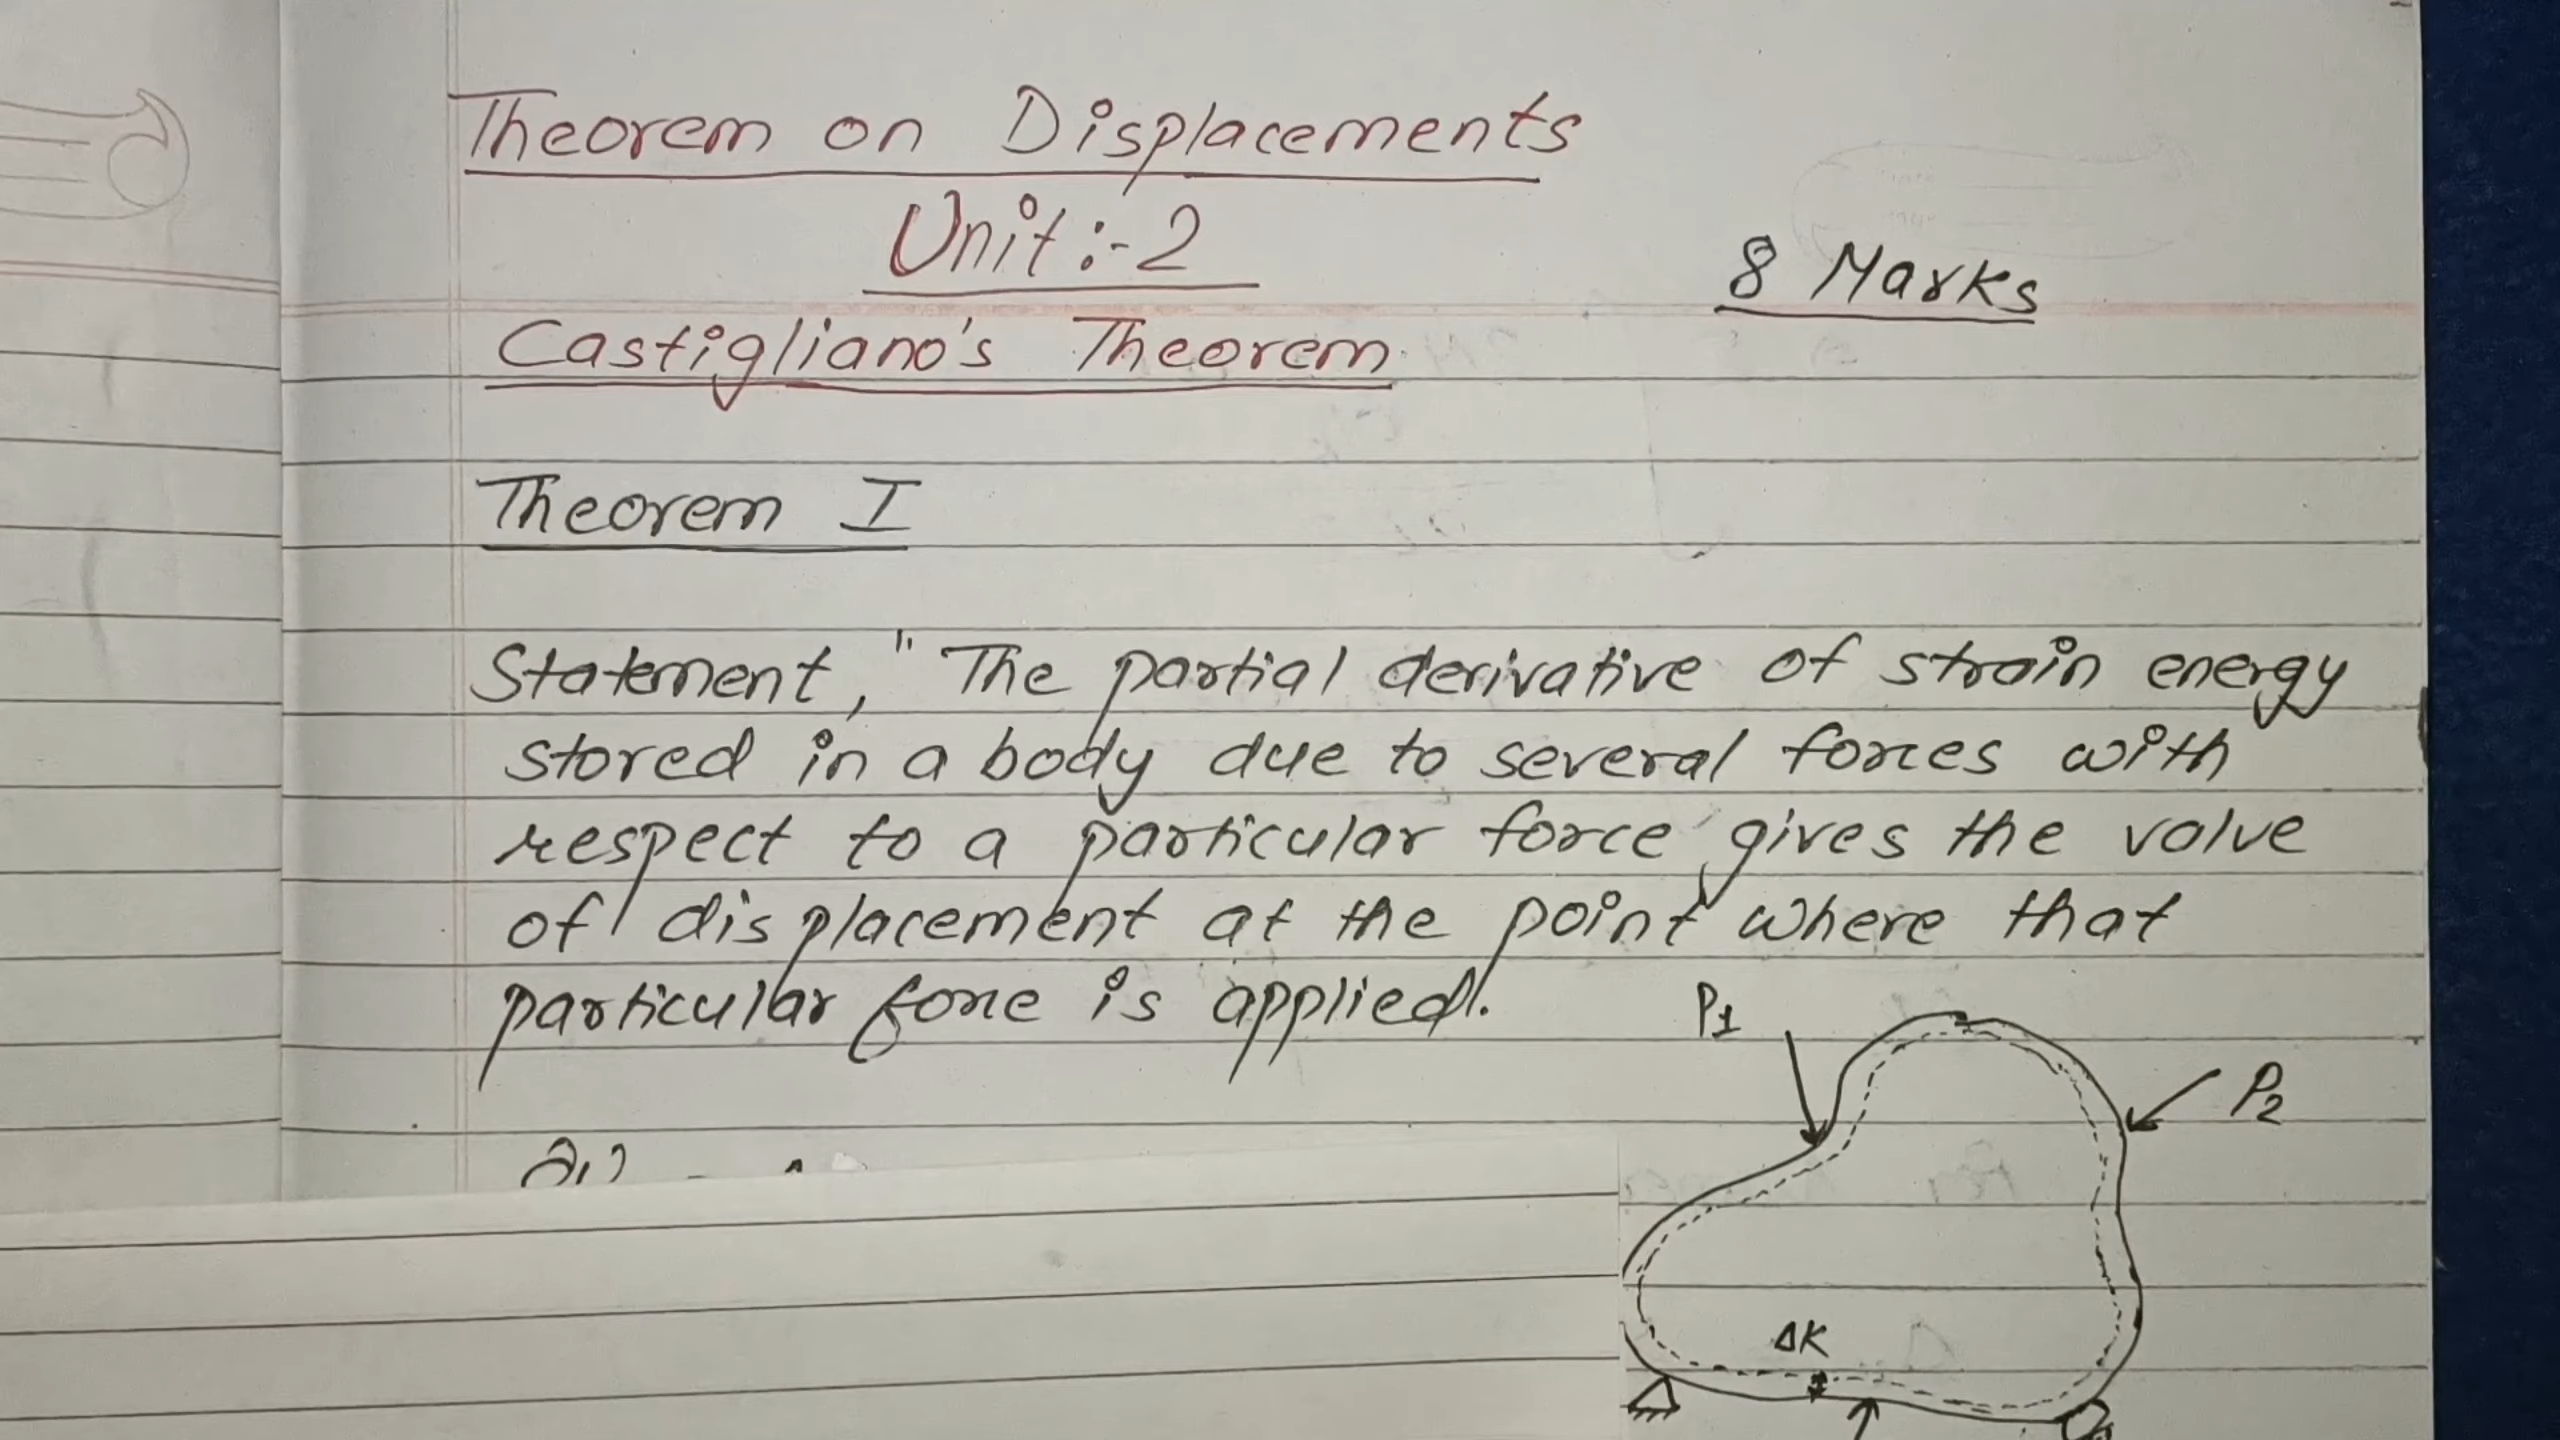 Theorem on Displacements
Unit:-2
8 Marks
Castigliano's Theorem
Theorem I
Statement, "The partial derivative of strain energy
stored in a body due to several forces with
respect to a particular force gives the value
of displacement at the point where that
particular force is applied.
P1
P2
ΔK